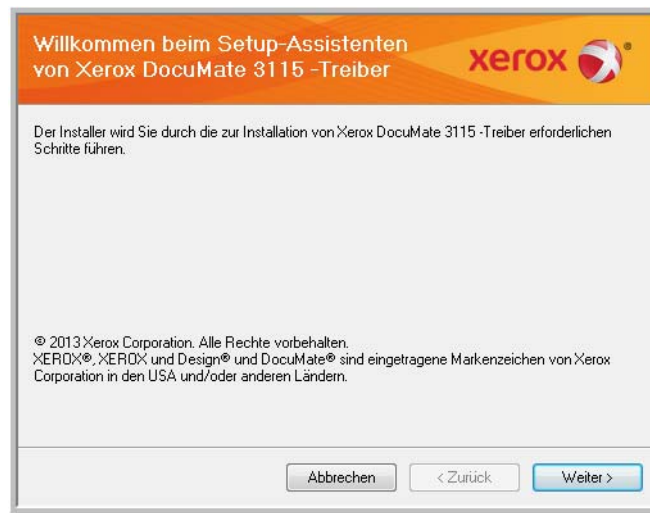 Willkommen beim Setup-Assistenten
von Xerox DocuMate 3115 -Treiber
xerox
Der Installer wird Sie durch die zur Installation von Xerox DocuMate 3115 -Treiber erforderlichen
Schritte führen.
© 2013 Xerox Corporation. Alle Rechte vorbehalten.
XEROX®, XEROX und Design® und DocuMate® sind eingetragene Markenzeichen von Xerox
Corporation in den USA und/oder anderen Ländern.
Abbrechen < Zurück Weiter >